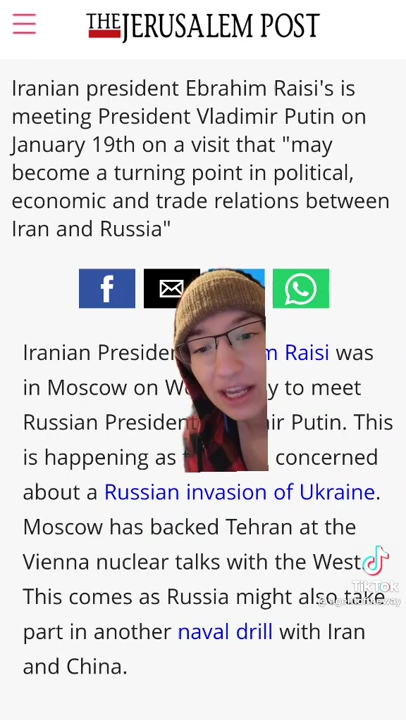 THE JERUSALEM POST
Iranian president Ebrahim Raisi's is
meeting President Vladimir Putin on
January 19th on a visit that "may
become a turning point in political,
economic and trade relations between
Iran and Russia"
f
Iranian Preside m Raisi was
in Moscow on W y to meet
Russian President ir Putin. This
is happening as concerned
about a Russian invasion of Ukraine.
Moscow has backed Tehran at the
Vienna nuclear talks with the West.
This comes as Russia might also take
TikTok
part in another naval drill with Iran
and China.